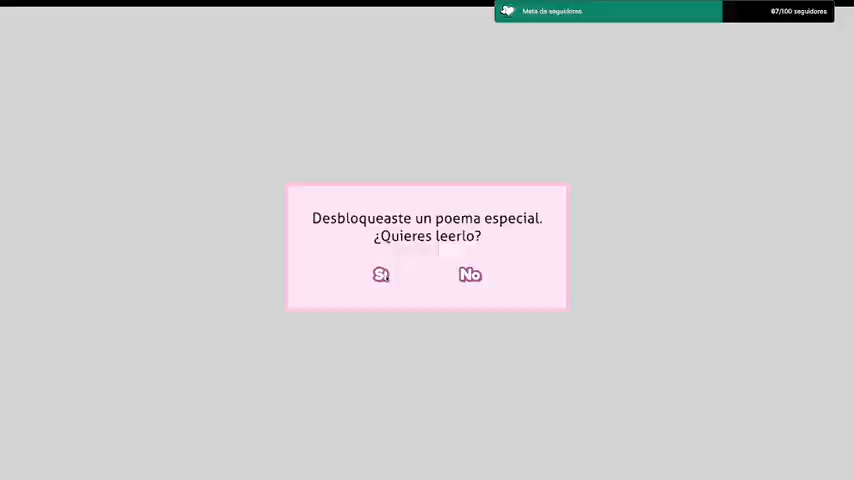 Meta de seguidores
67/100 seguidores
Desbloqueaste un poema especial.
¿Quieres leerlo?
Sí
No